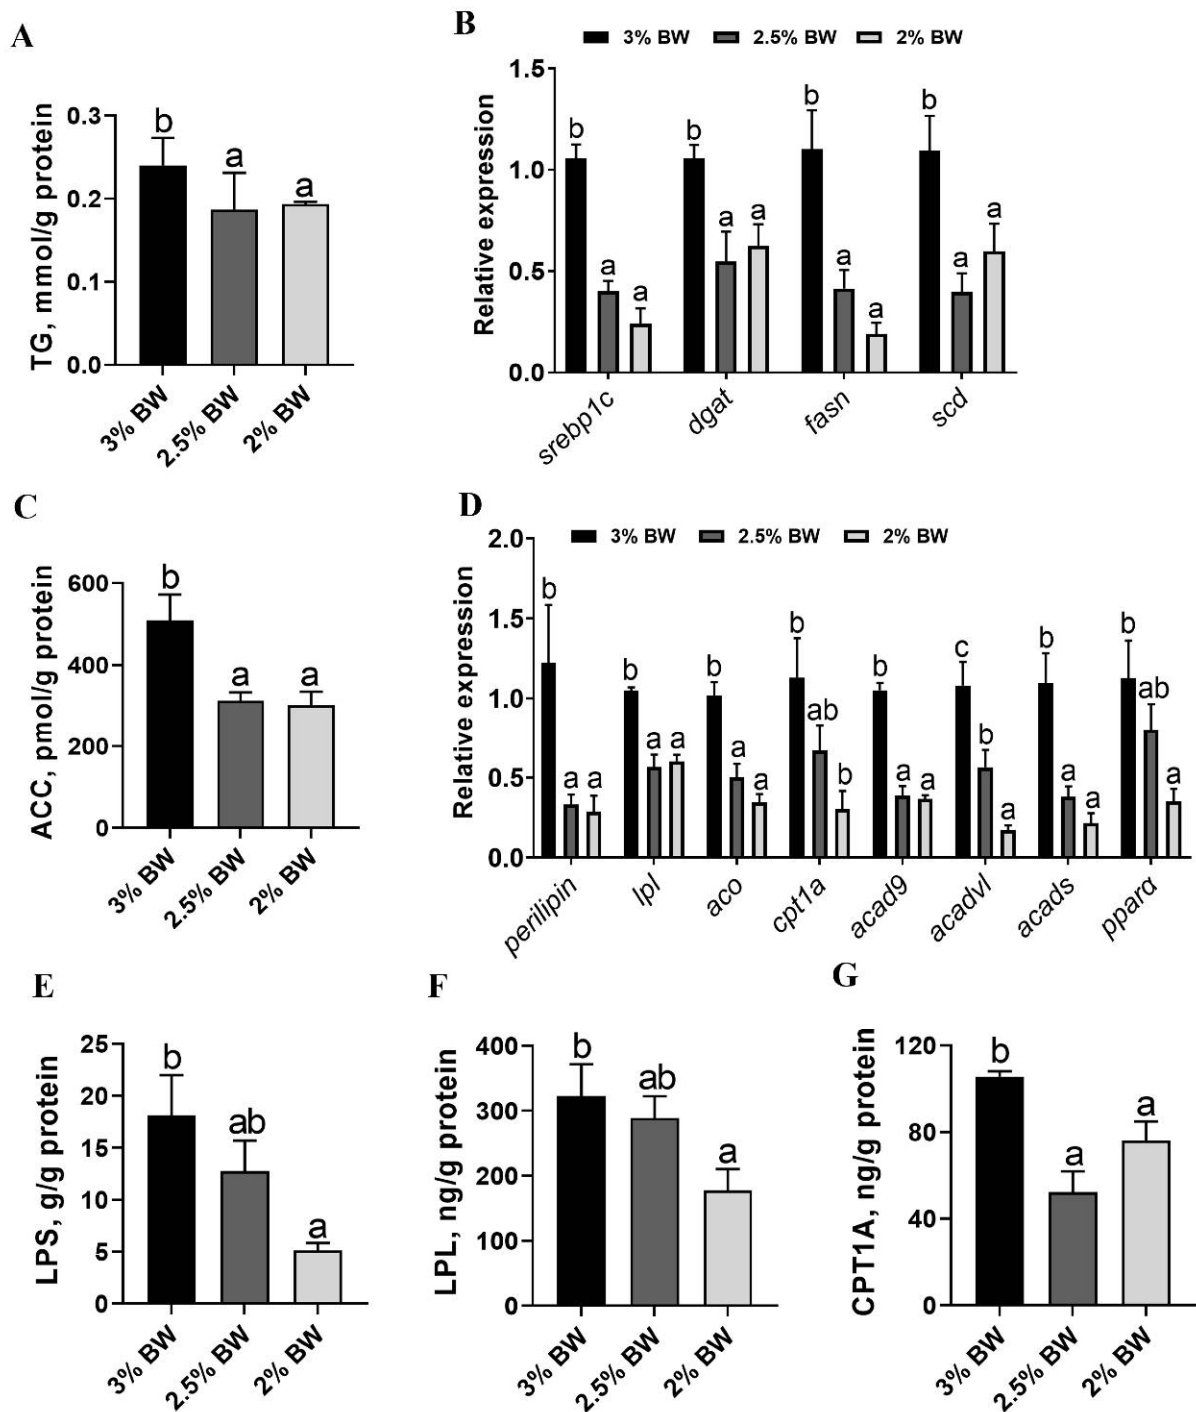 A
TG, mmol/g protein
0.3
0.2
0.1
0.0
b
a
a
3% BW
2.5% BW
2% BW
B
3% BW 2.5% BW 2% BW
Relative expression
1.5
1.0
0.5
0.0
b a a
b a a
b a a
b a a
srebp1c
dgat
fasn
scd
C
ACC, pmol/g protein
600
400
200
0
b
a
a
3% BW
2.5% BW
2% BW
D
3% BW 2.5% BW 2% BW
Relative expression
2.0
1.5
1.0
0.5
0.0
b a a
b a a
b a a
b ab b
b a a
c b a
b a a
b ab a
perilipin
lpl
aco
cpt1a
acad9
acadvl
acads
pparα
E
LPS, g/g protein
25
20
15
10
5
0
b
ab
a
3% BW
2.5% BW
2% BW
F
LPL, ng/g protein
400
300
200
100
0
b
ab
a
3% BW
2.5% BW
2% BW
G
CPT1A, ng/g protein
120
80
40
0
b
a
a
3% BW
2.5% BW
2% BW